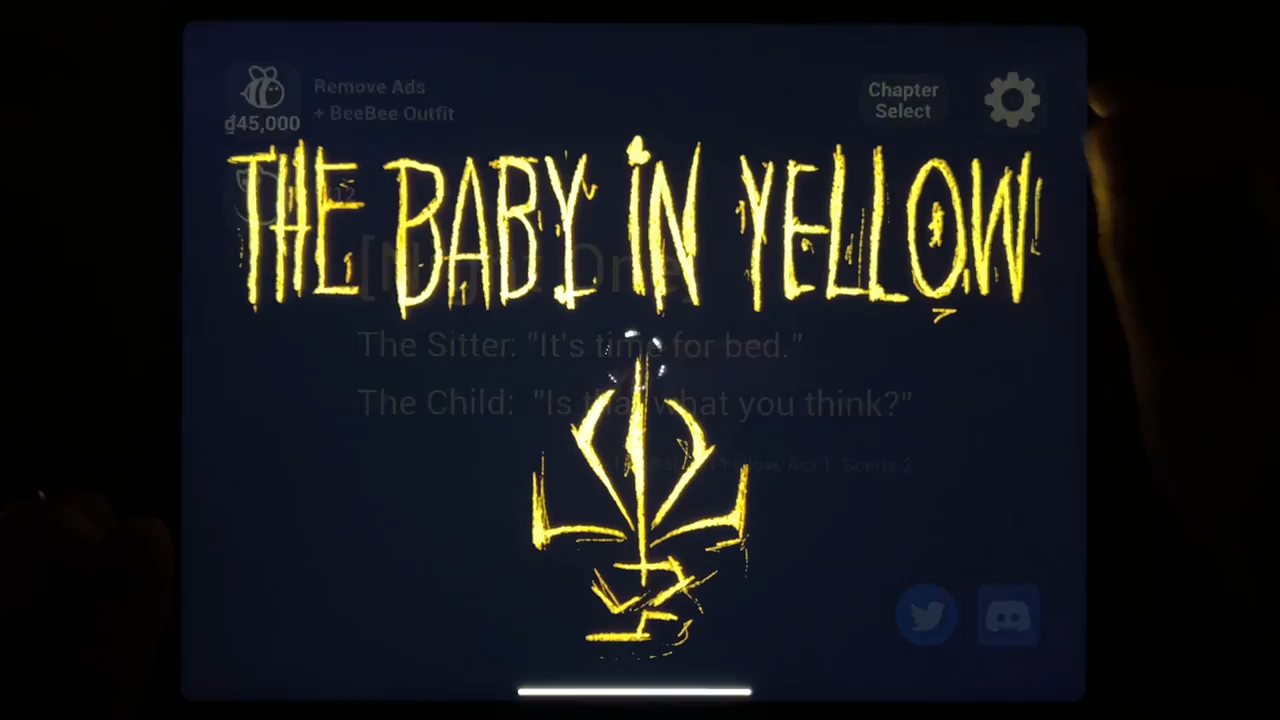 Remove Ads
+ BeeBee Outfit
₫45,000
Chapter
Select
THE BABY IN YELLOW
The Sitter: "It's time for bed."
The Child: "Is that what you think?"